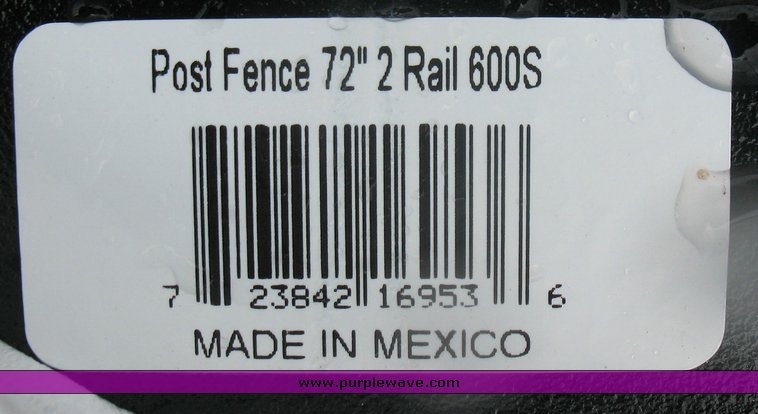 Post Fence 72" 2 Rail 600S
7 23842 16953 6
MADE IN MEXICO
www.purplewave.com